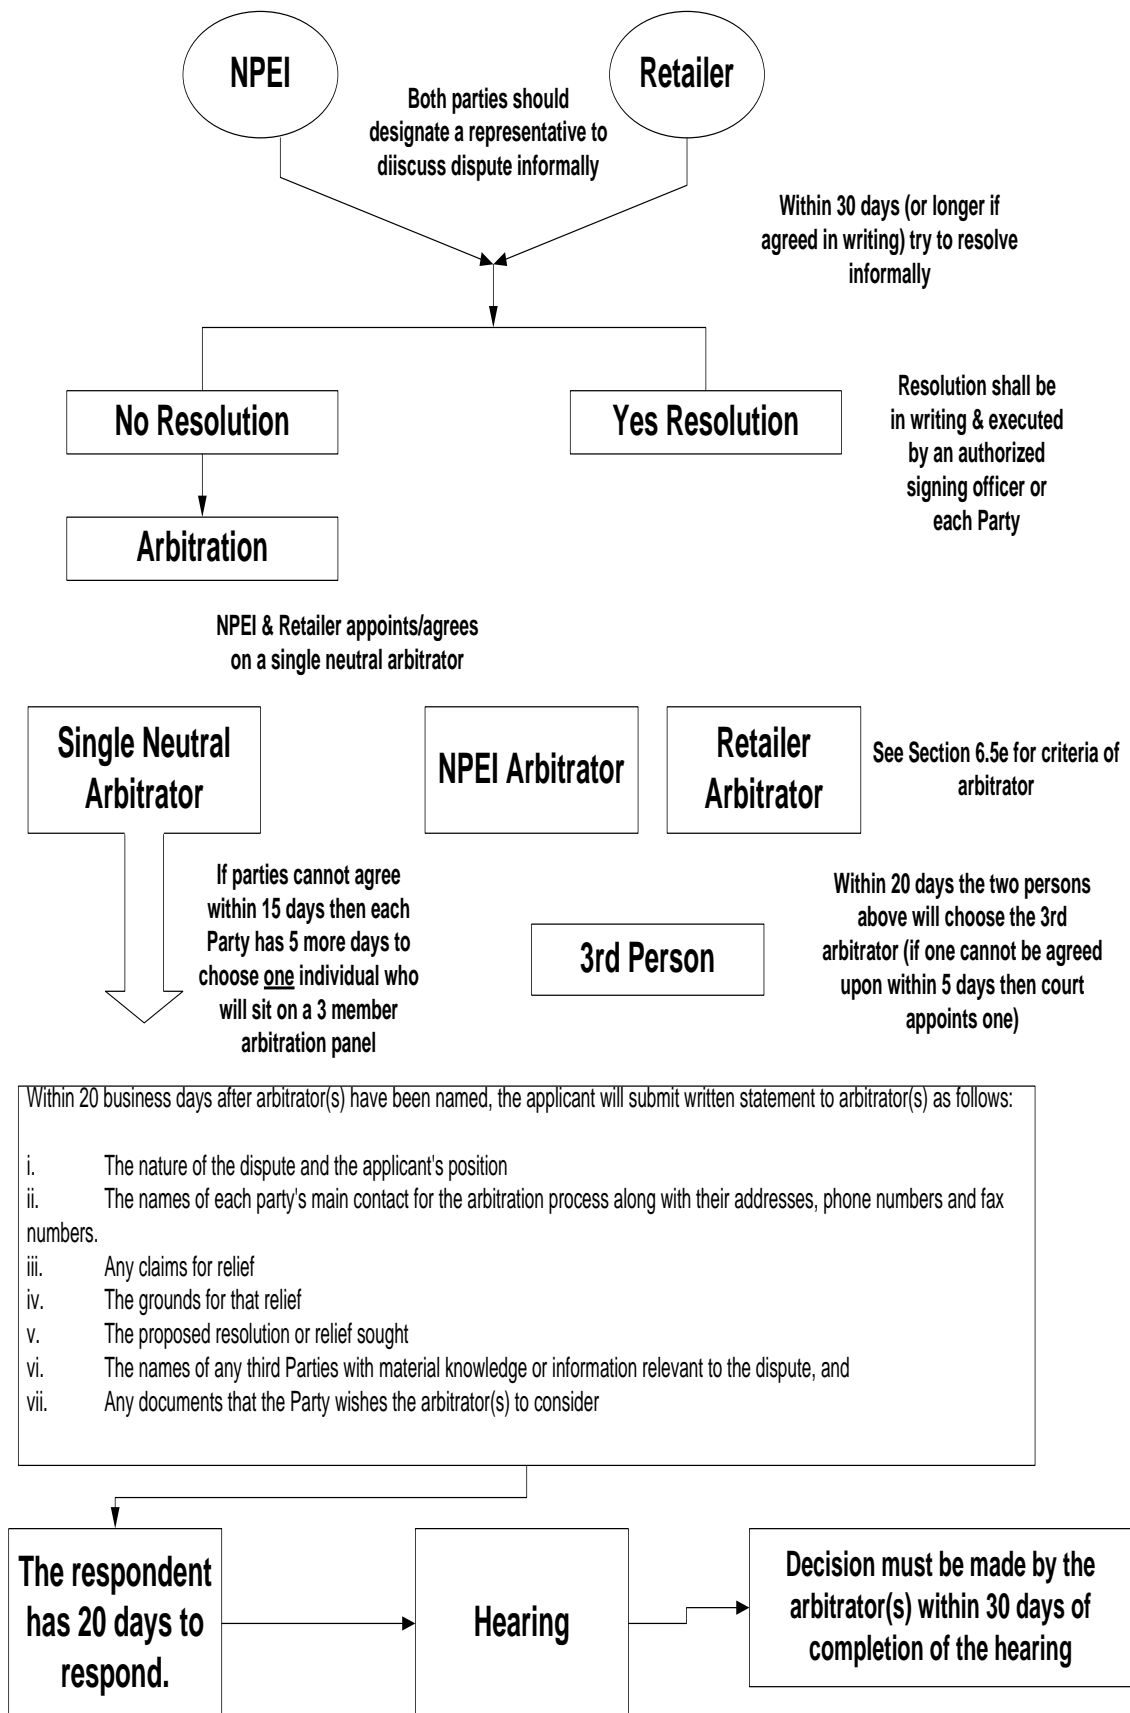 NPEI
Retailer
Both parties should
designate a representative to
diiscuss dispute informally
Within 30 days (or longer if
agreed in writing) try to resolve
informally
No Resolution
Yes Resolution
Resolution shall be
in writing & executed
by an authorized
signing officer or
each Party
Arbitration
NPEI & Retailer appoints/agrees
on a single neutral arbitrator
Single Neutral
Arbitrator
NPEI Arbitrator
Retailer
Arbitrator
See Section 6.5e for criteria of
arbitrator
If parties cannot agree
within 15 days then each
Party has 5 more days to
choose one individual who
will sit on a 3 member
arbitration panel
3rd Person
Within 20 days the two persons
above will choose the 3rd
arbitrator (if one cannot be agreed
upon within 5 days then court
appoints one)
Within 20 business days after arbitrator(s) have been named, the applicant will submit written statement to arbitrator(s) as follows:
i. The nature of the dispute and the applicant's position
ii. The names of each party's main contact for the arbitration process along with their addresses, phone numbers and fax
numbers.
iii. Any claims for relief
iv. The grounds for that relief
v. The proposed resolution or relief sought
vi. The names of any third Parties with material knowledge or information relevant to the dispute, and
vii. Any documents that the Party wishes the arbitrator(s) to consider
The respondent
has 20 days to
respond.
Hearing
Decision must be made by the
arbitrator(s) within 30 days of
completion of the hearing